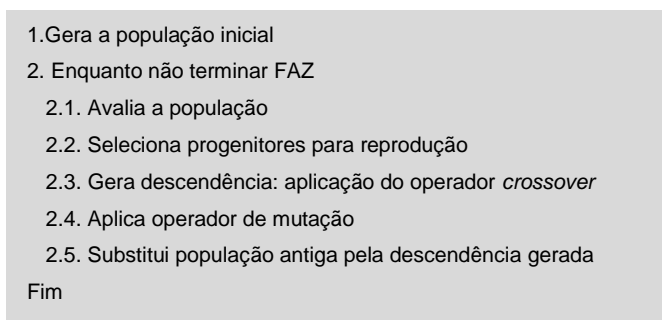 1.Gera a população inicial
2. Enquanto não terminar FAZ
2.1. Avalia a população
2.2. Seleciona progenitores para reprodução
2.3. Gera descendência: aplicação do operador crossover
2.4. Aplica operador de mutação
2.5. Substitui população antiga pela descendência gerada
Fim